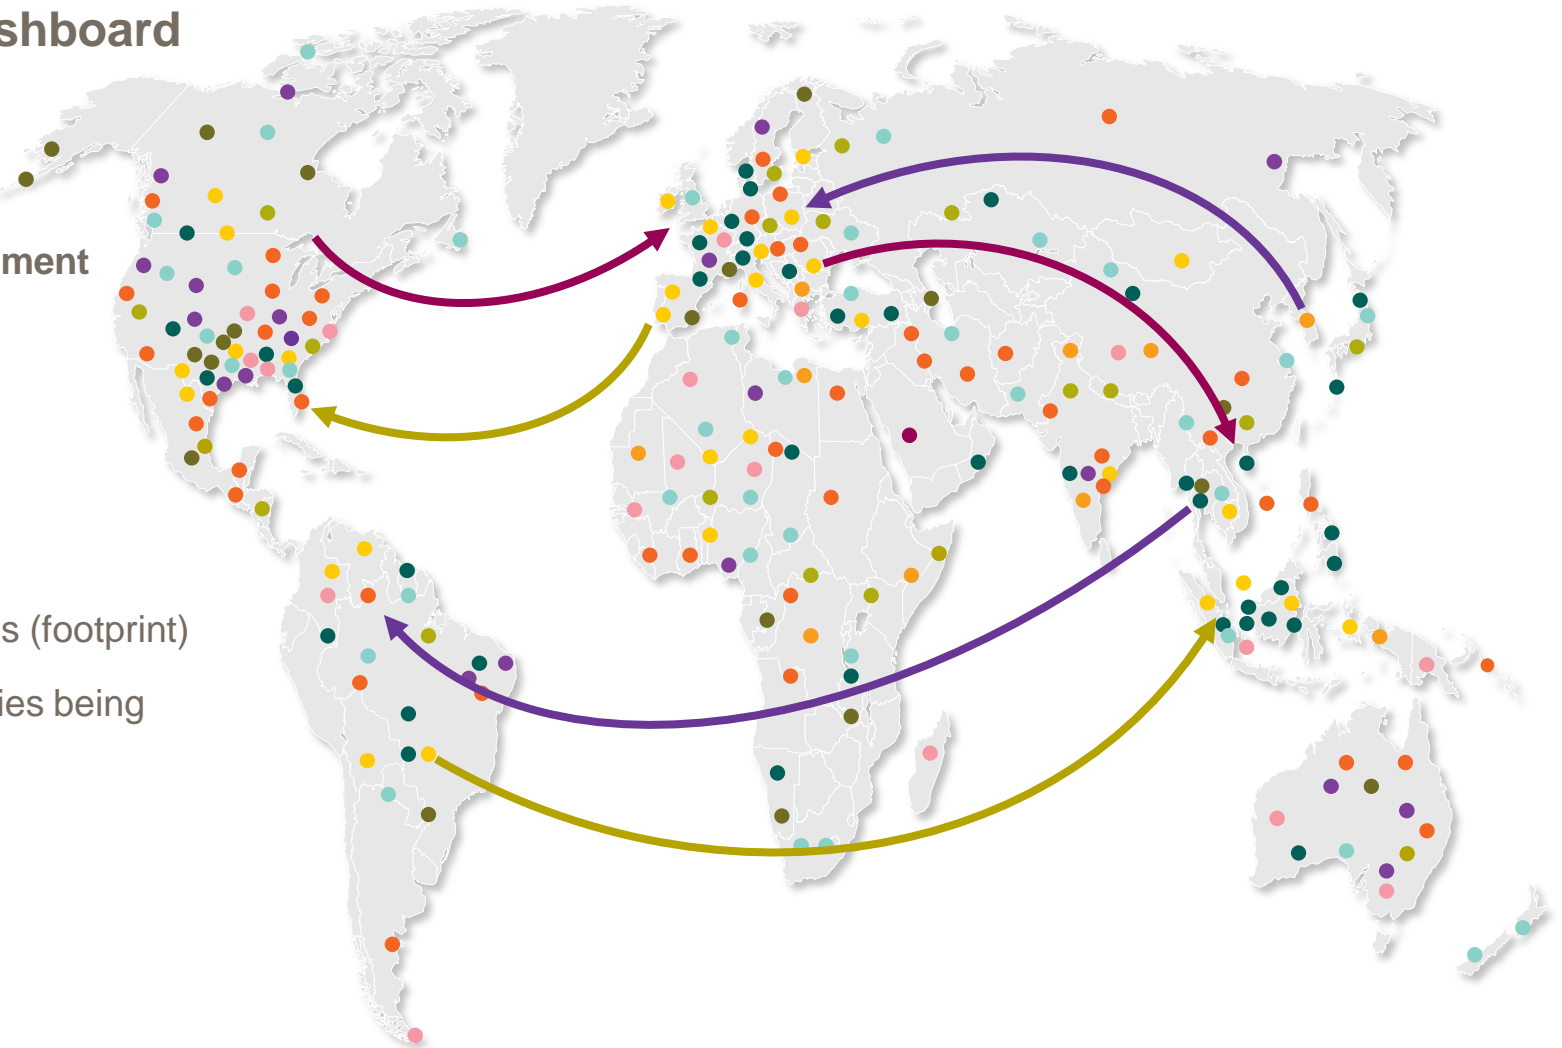 shboard
ment
s (footprint)
ies being